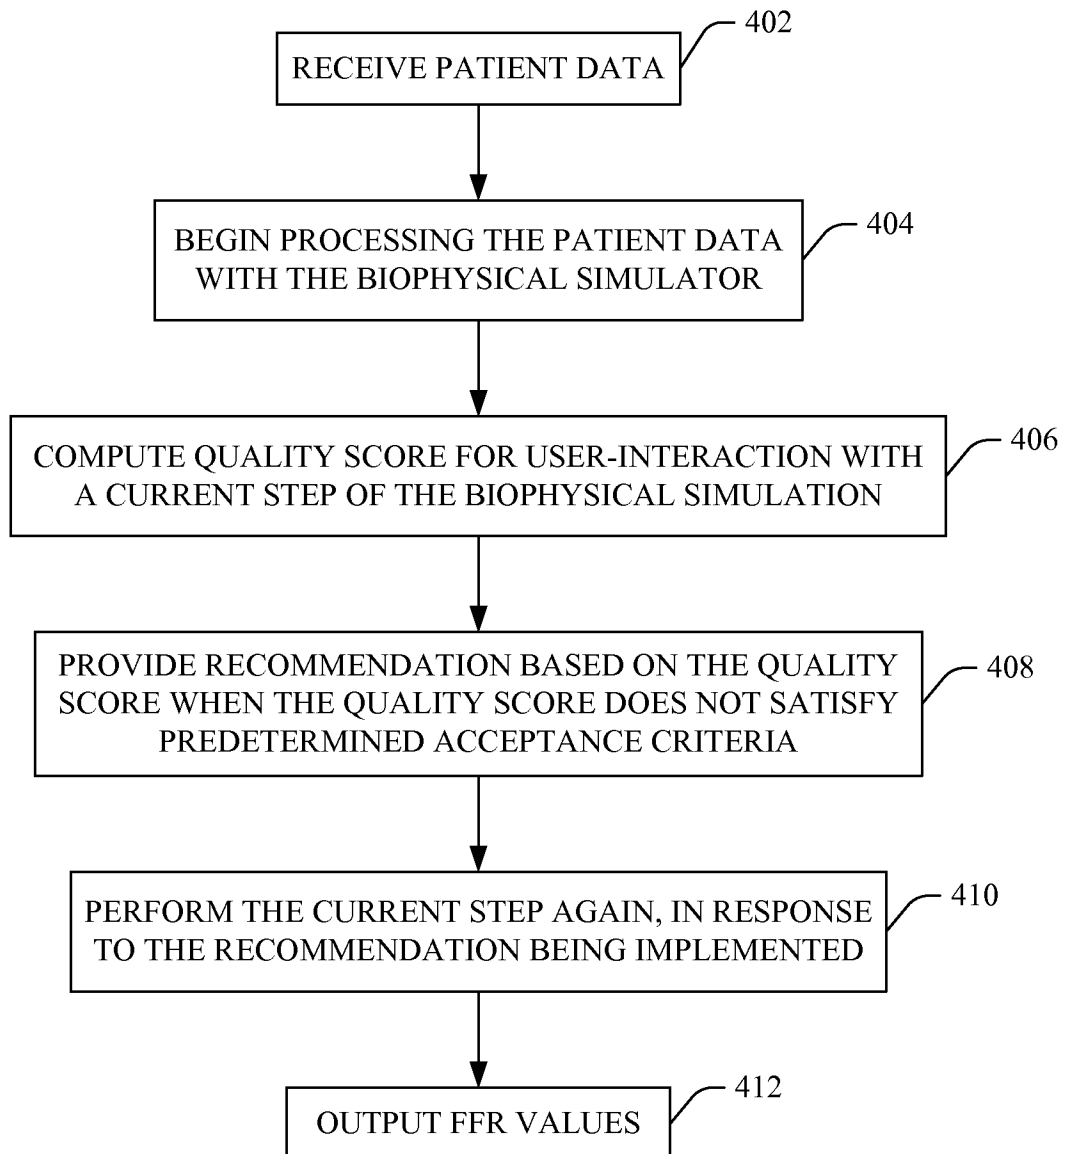 RECEIVE PATIENT DATA
402
BEGIN PROCESSING THE PATIENT DATA
WITH THE BIOPHYSICAL SIMULATOR
404
COMPUTE QUALITY SCORE FOR USER-INTERACTION WITH
A CURRENT STEP OF THE BIOPHYSICAL SIMULATION
406
PROVIDE RECOMMENDATION BASED ON THE QUALITY
SCORE WHEN THE QUALITY SCORE DOES NOT SATISFY
PREDETERMINED ACCEPTANCE CRITERIA
408
PERFORM THE CURRENT STEP AGAIN, IN RESPONSE
TO THE RECOMMENDATION BEING IMPLEMENTED
410
OUTPUT FFR VALUES
412